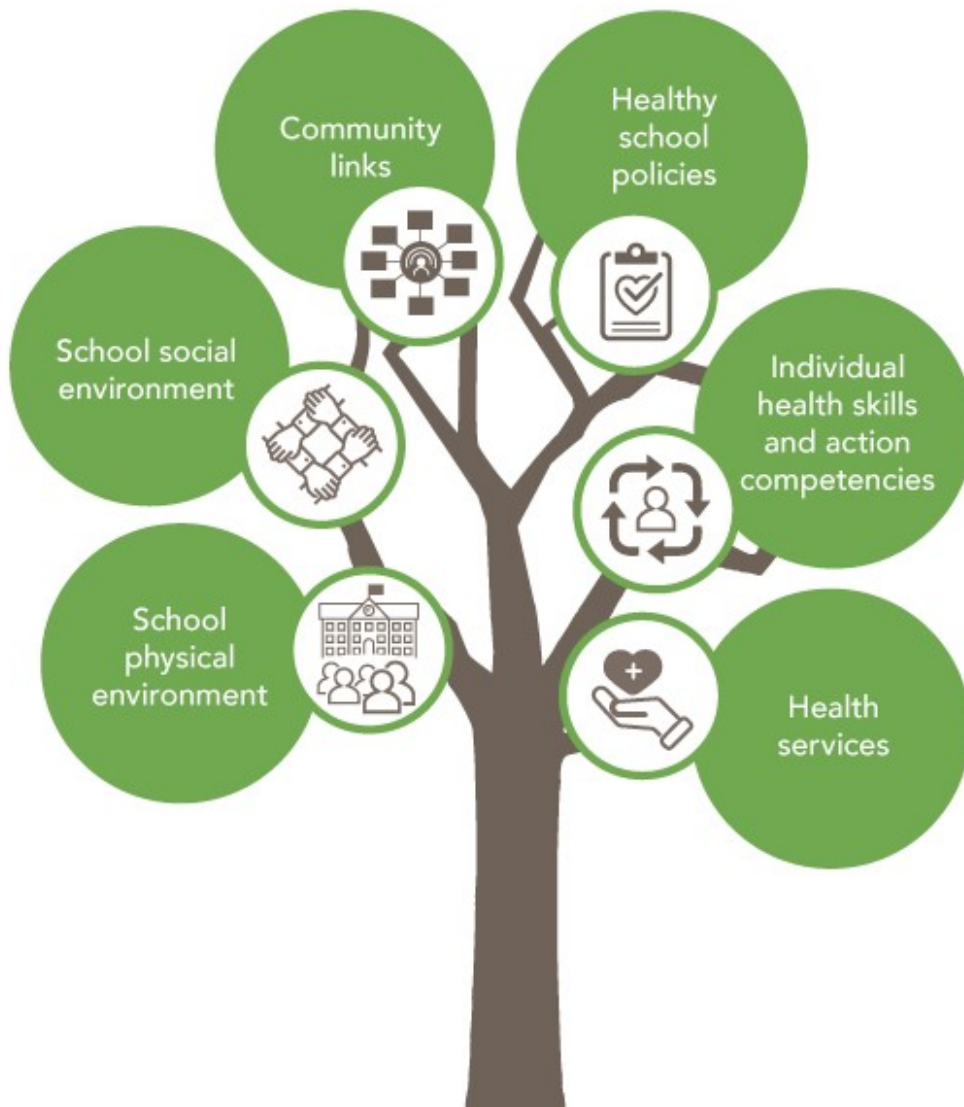 Community
links
Healthy
school
policies
School social
environment
Individual
health skills
and action
competencies
School
physical
environment
Health
services